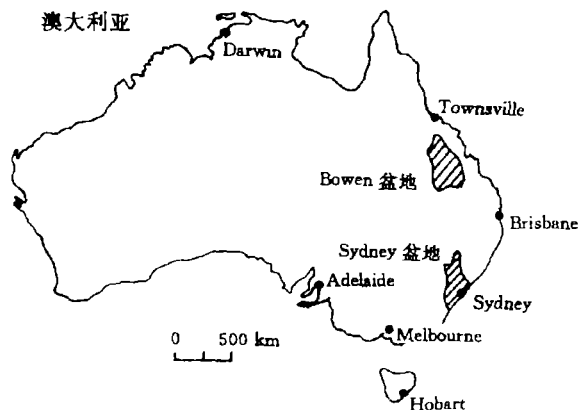 澳大利亚
Darwin
Townsville
Bowen 盆地
Brisbane
Sydney 盆地
Adelaide
Sydney
0 500 km
Melbourne
Hobart